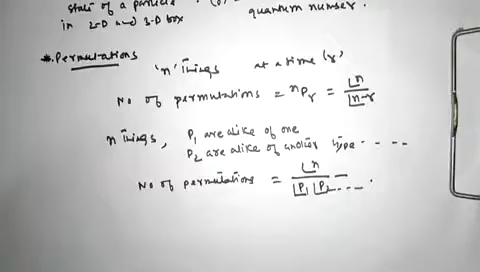 state of a particle (or) quantum number.
in 2-D and 3-D box
*. Permutations
'n' things at a time 'r'
No of permutations = ⁿPᵣ = ⌊n / ⌊n-r
n things, P₁ are alike of one
P₂ are alike of another type - - - -
No of permutations = ⌊n / ⌊P₁ ⌊P₂ - - - .